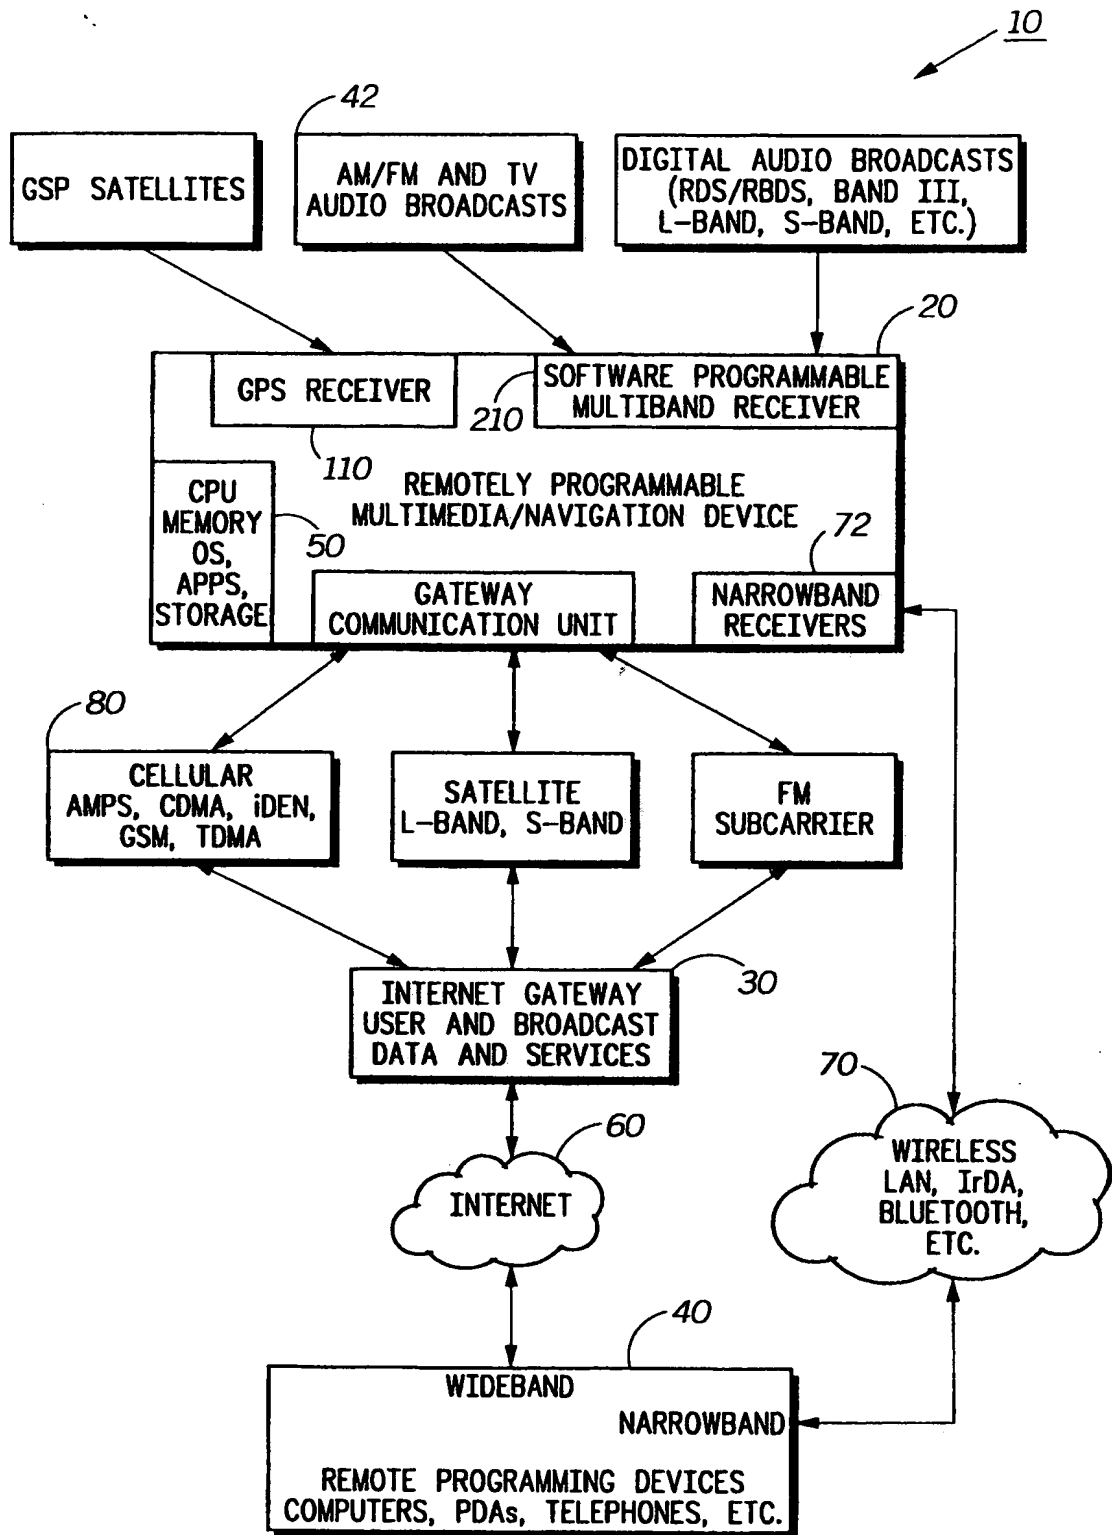 10
42
GSP SATELLITES
AM/FM AND TV
AUDIO BROADCASTS
DIGITAL AUDIO BROADCASTS
(RDS/RBDS, BAND III,
L-BAND, S-BAND, ETC.)
20
GPS RECEIVER
110
210
SOFTWARE PROGRAMMABLE
MULTIBAND RECEIVER
REMOTELY PROGRAMMABLE
MULTIMEDIA/NAVIGATION DEVICE
CPU
MEMORY
OS,
APPS,
STORAGE
50
GATEWAY
COMMUNICATION UNIT
72
NARROWBAND
RECEIVERS
80
CELLULAR
AMPS, CDMA, iDEN,
GSM, TDMA
SATELLITE
L-BAND, S-BAND
FM
SUBCARRIER
30
INTERNET GATEWAY
USER AND BROADCAST
DATA AND SERVICES
60
INTERNET
70
WIRELESS
LAN, IrDA,
BLUETOOTH,
ETC.
40
WIDEBAND
NARROWBAND
REMOTE PROGRAMMING DEVICES
COMPUTERS, PDAs, TELEPHONES, ETC.